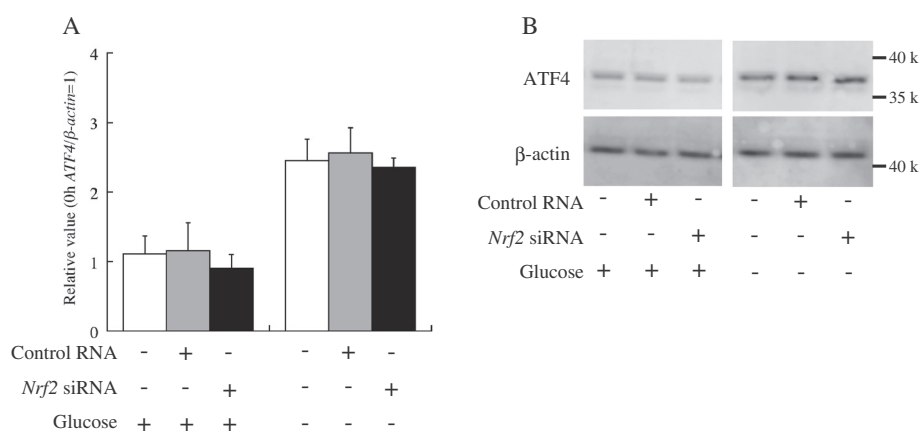 A
Relative value (0h ATF4/β-actin=1)
4
3
2
1
0
Control RNA - + - - + -
Nrf2 siRNA - - + - - +
Glucose + + + - - -
B
ATF4
40 k
35 k
β-actin
40 k
Control RNA - + - - + -
Nrf2 siRNA - - + - - +
Glucose + + + - - -